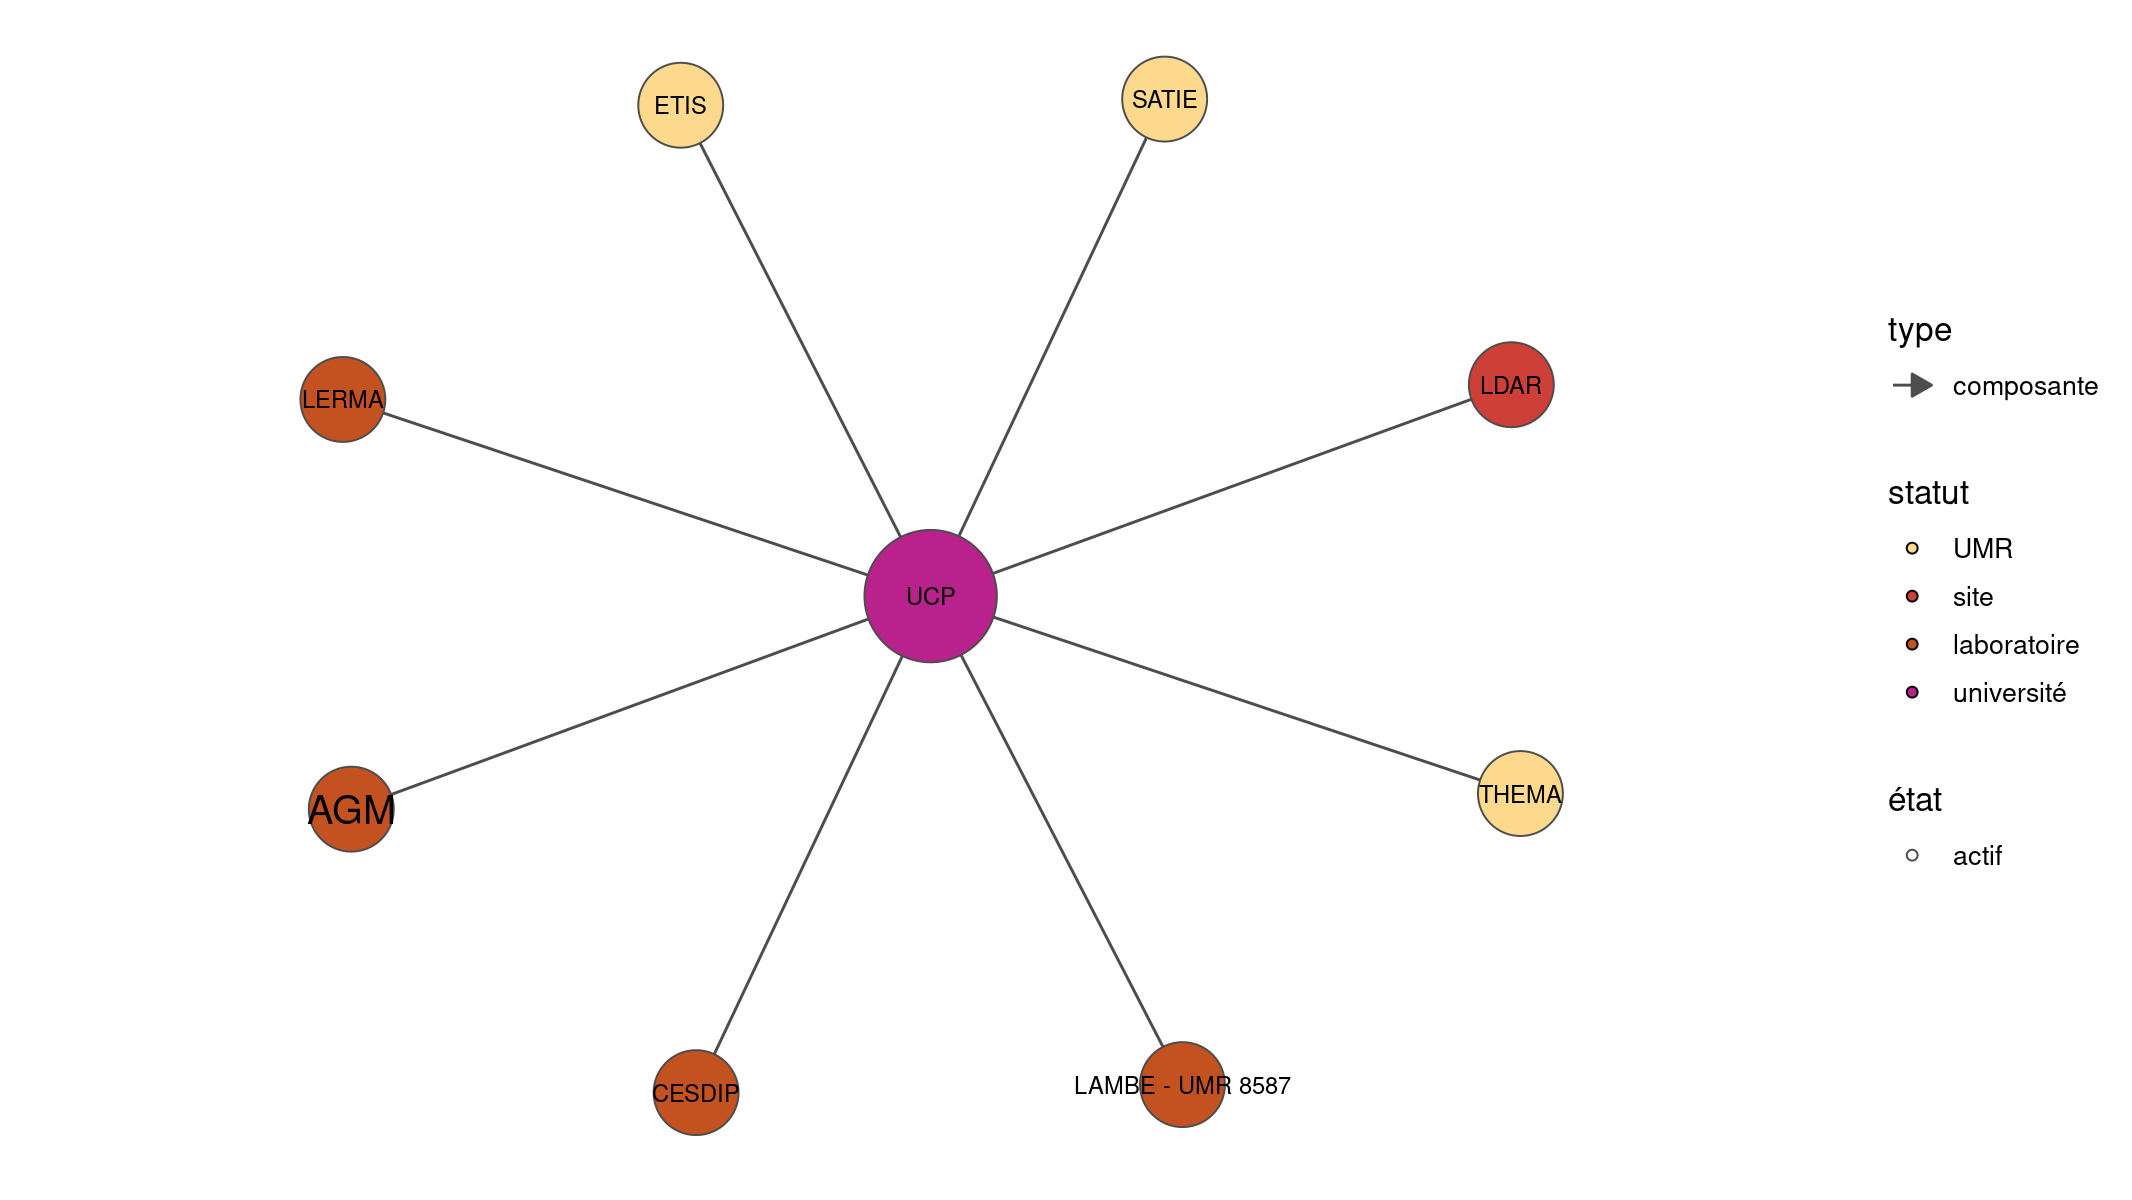 ETIS
SATIE
LDAR
LERMA
UCP
THEMA
AGM
CESDIP
LAMBE - UMR 8587
type
composante
statut
UMR
site
laboratoire
université
état
actif